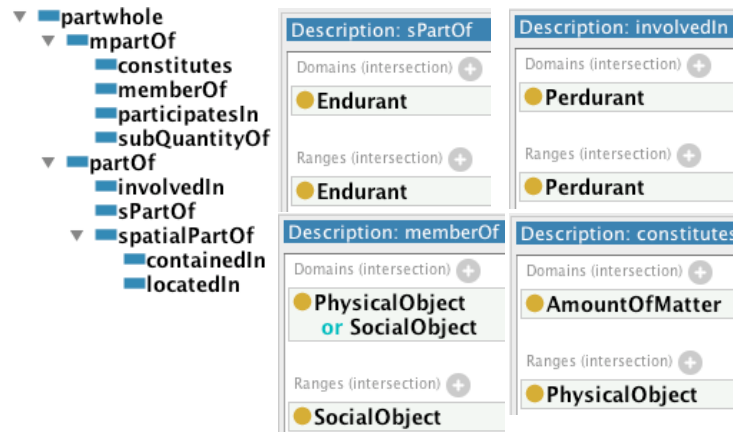 partwhole
mpartOf
constitutes
memberOf
participatesIn
subQuantityOf
partOf
involvedIn
sPartOf
spatialPartOf
containedIn
locatedIn
Description: sPartOf
Domains (intersection)
Endurant
Ranges (intersection)
Endurant
Description: involvedIn
Domains (intersection)
Perdurant
Ranges (intersection)
Perdurant
Description: memberOf
Domains (intersection)
PhysicalObject
or SocialObject
Ranges (intersection)
SocialObject
Description: constitutes
Domains (intersection)
AmountOfMatter
Ranges (intersection)
PhysicalObject